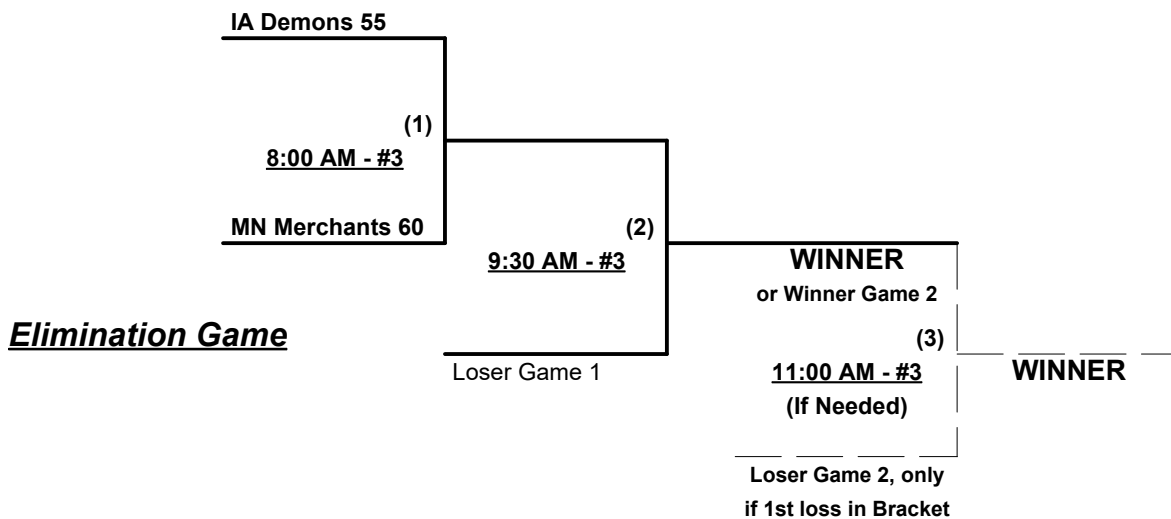 IA Demons 55
(1)
8:00 AM - #3
MN Merchants 60
(2)
9:30 AM - #3
WINNER
or Winner Game 2
Elimination Game
Loser Game 1
(3)
11:00 AM - #3
(If Needed)
WINNER
Loser Game 2, only
if 1st loss in Bracket